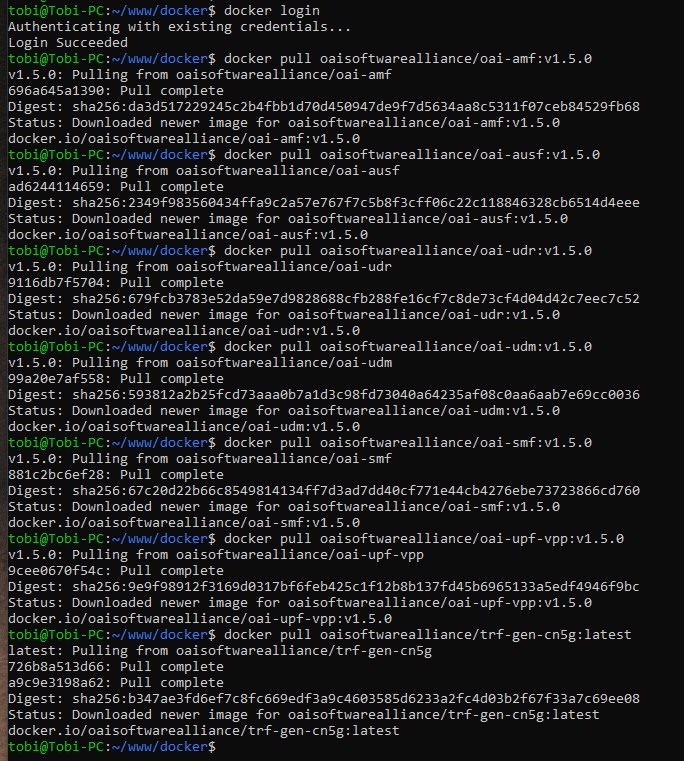 tobi@Tobi-PC:~/www/docker$ docker login
Authenticating with existing credentials...
Login Succeeded
tobi@Tobi-PC:~/www/docker$ docker pull oaisoftwarealliance/oai-amf:v1.5.0
v1.5.0: Pulling from oaisoftwarealliance/oai-amf
696a645a1390: Pull complete
Digest: sha256:da3d517229245c2b4fbb1d70d450947de9f7d5634aa8c5311f07ceb84529fb68
Status: Downloaded newer image for oaisoftwarealliance/oai-amf:v1.5.0
docker.io/oaisoftwarealliance/oai-amf:v1.5.0
tobi@Tobi-PC:~/www/docker$ docker pull oaisoftwarealliance/oai-ausf:v1.5.0
v1.5.0: Pulling from oaisoftwarealliance/oai-ausf
ad6244114659: Pull complete
Digest: sha256:2349f983560434ffa9c2a57e767f7c5b8f3cff06c22c118846328cb6514d4eee
Status: Downloaded newer image for oaisoftwarealliance/oai-ausf:v1.5.0
docker.io/oaisoftwarealliance/oai-ausf:v1.5.0
tobi@Tobi-PC:~/www/docker$ docker pull oaisoftwarealliance/oai-udr:v1.5.0
v1.5.0: Pulling from oaisoftwarealliance/oai-udr
9116db7f5704: Pull complete
Digest: sha256:679fcb3783e52da59e7d9828688cfb288fe16cf7c8de73cf4d04d42c7eec7c52
Status: Downloaded newer image for oaisoftwarealliance/oai-udr:v1.5.0
docker.io/oaisoftwarealliance/oai-udr:v1.5.0
tobi@Tobi-PC:~/www/docker$ docker pull oaisoftwarealliance/oai-udm:v1.5.0
v1.5.0: Pulling from oaisoftwarealliance/oai-udm
99a20e7af558: Pull complete
Digest: sha256:593812a2b25fcd73aaa0b7a1d3c98fd73040a64235af08c0aa6aab7e69cc0036
Status: Downloaded newer image for oaisoftwarealliance/oai-udm:v1.5.0
docker.io/oaisoftwarealliance/oai-udm:v1.5.0
tobi@Tobi-PC:~/www/docker$ docker pull oaisoftwarealliance/oai-smf:v1.5.0
v1.5.0: Pulling from oaisoftwarealliance/oai-smf
881c2bc6ef28: Pull complete
Digest: sha256:67c20d22b66c8549814134ff7d3ad7dd40cf771e44cb4276ebe73723866cd760
Status: Downloaded newer image for oaisoftwarealliance/oai-smf:v1.5.0
docker.io/oaisoftwarealliance/oai-smf:v1.5.0
tobi@Tobi-PC:~/www/docker$ docker pull oaisoftwarealliance/oai-upf-vpp:v1.5.0
v1.5.0: Pulling from oaisoftwarealliance/oai-upf-vpp
9cee0670f54c: Pull complete
Digest: sha256:9e9f98912f3169d0317bf6feb425c1f12b8b137fd45b6965133a5edf4946f9bc
Status: Downloaded newer image for oaisoftwarealliance/oai-upf-vpp:v1.5.0
docker.io/oaisoftwarealliance/oai-upf-vpp:v1.5.0
tobi@Tobi-PC:~/www/docker$ docker pull oaisoftwarealliance/trf-gen-cn5g:latest
latest: Pulling from oaisoftwarealliance/trf-gen-cn5g
726b8a513d66: Pull complete
a9c9e3198a62: Pull complete
Digest: sha256:b347ae3fd6ef7c8fc669edf3a9c4603585d6233a2fc4d03b2f67f33a7c69ee08
Status: Downloaded newer image for oaisoftwarealliance/trf-gen-cn5g:latest
docker.io/oaisoftwarealliance/trf-gen-cn5g:latest
tobi@Tobi-PC:~/www/docker$